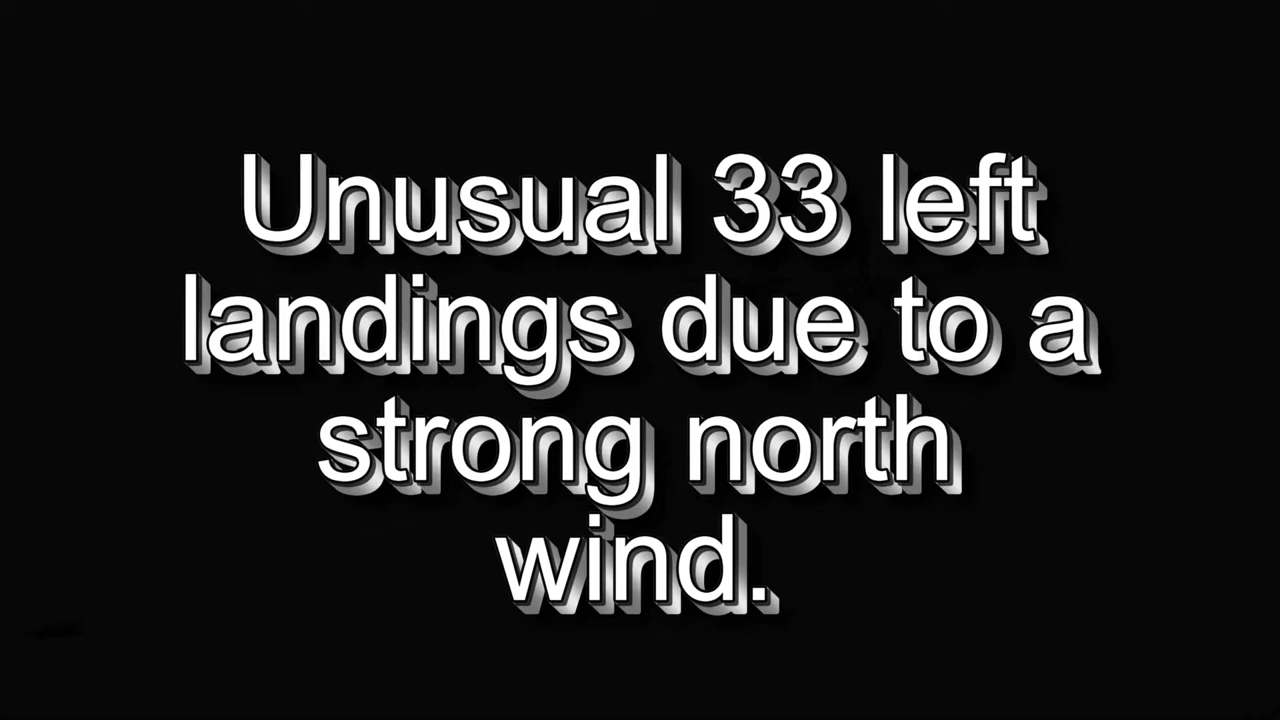 Unusual 33 left
landings due to a
strong north
wind.